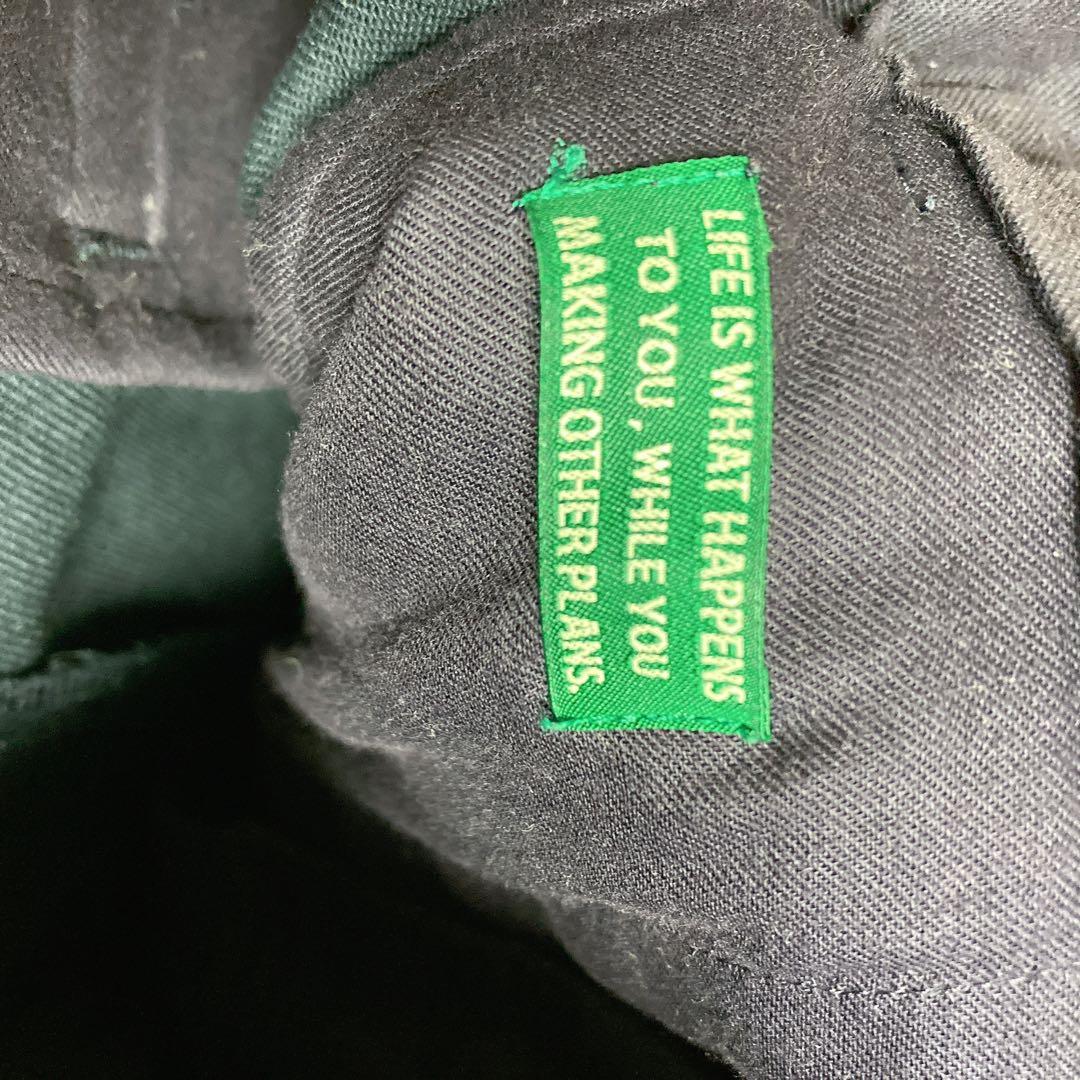 LIFE IS WHAT HAPPENS
TO YOU, WHILE YOU
MAKING OTHER PLANS.